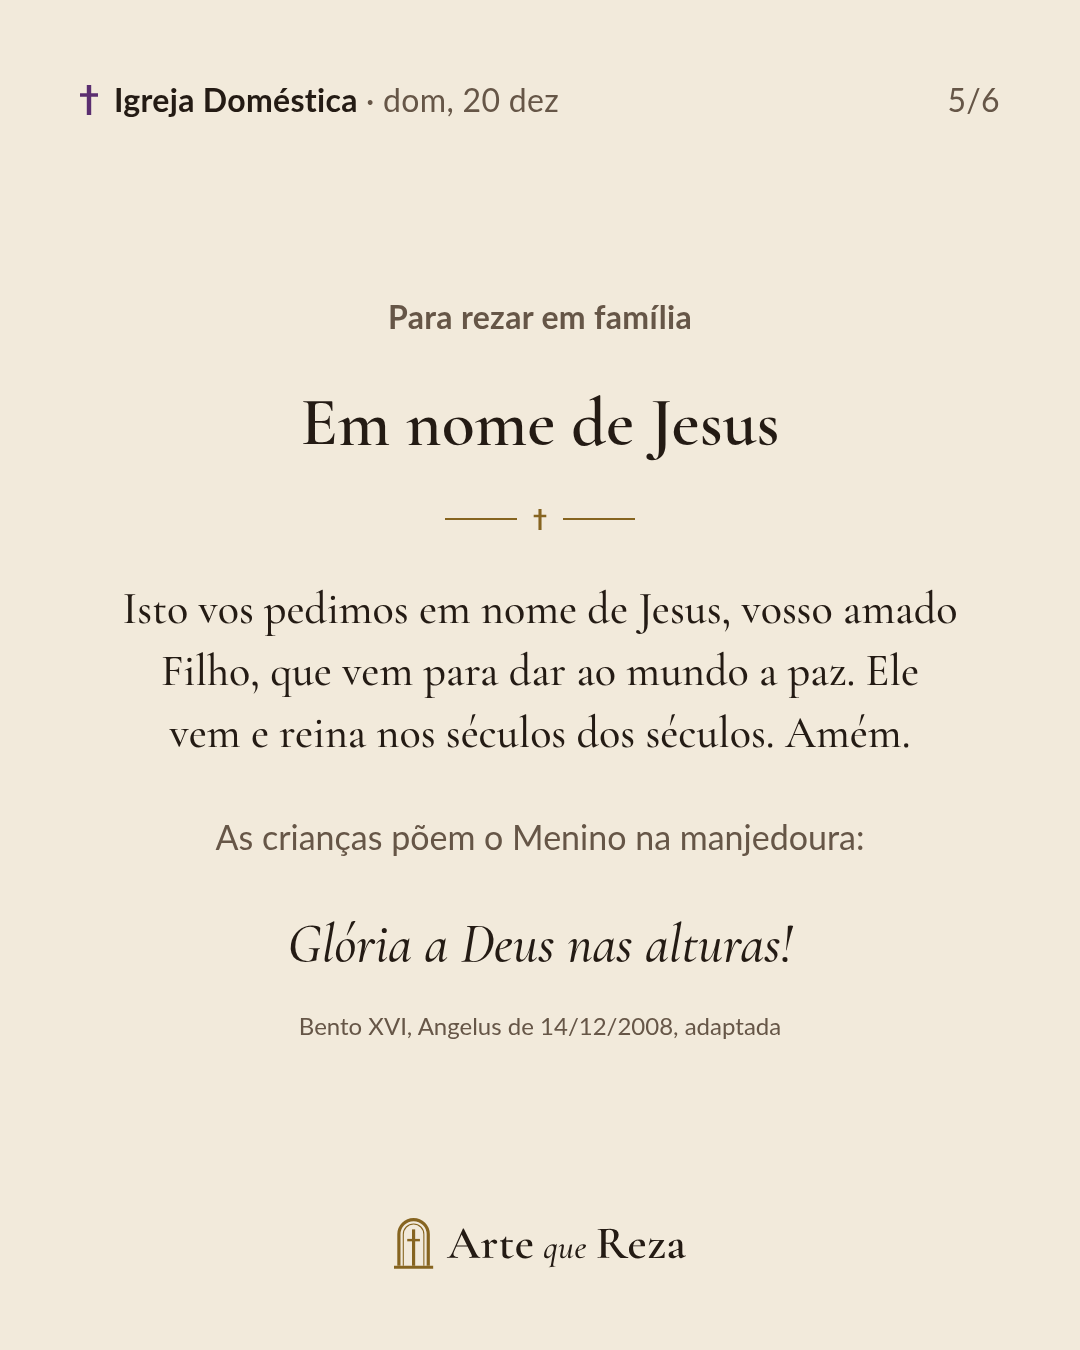 Igreja Doméstica · dom, 20 dez
5/6
Para rezar em família
Em nome de Jesus
Isto vos pedimos em nome de Jesus, vosso amado
Filho, que vem para dar ao mundo a paz. Ele
vem e reina nos séculos dos séculos. Amém.
As crianças põem o Menino na manjedoura:
Glória a Deus nas alturas!
Bento XVI, Angelus de 14/12/2008, adaptada
Arte que Reza